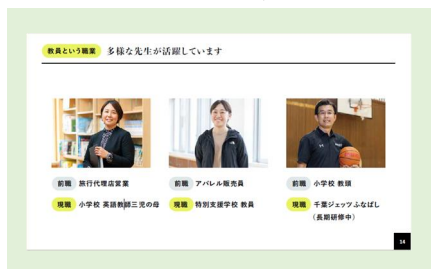 教員という職業 多様な先生が活躍しています
前職 旅行代理店営業
現職 小学校 英語教師三児の母
前職 アパレル販売員
現職 特別支援学校 教員
前職 小学校 教頭
現職 千葉ジェッツふなばし
(長期研修中)
14